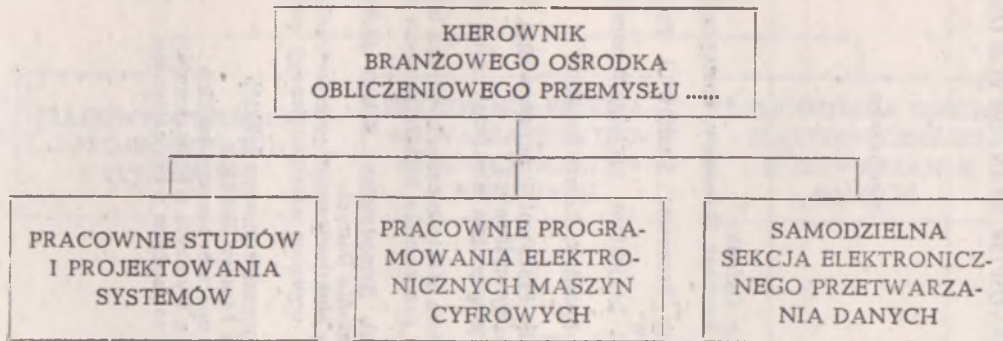 KIEROWNIK
BRANŻOWEGO OŚRODKA
OBLICZENIOWEGO PRZEMYSŁU ......
PRACOWNIE STUDIÓW
I PROJEKTOWANIA
SYSTEMÓW
PRACOWNIE PROGRA-
MOWANIA ELEKTRO-
NICZNYCH MASZYN
CYFROWYCH
SAMODZIELNA
SEKCJA ELEKTRONICZ-
NEGO PRZETWARZA-
NIA DANYCH